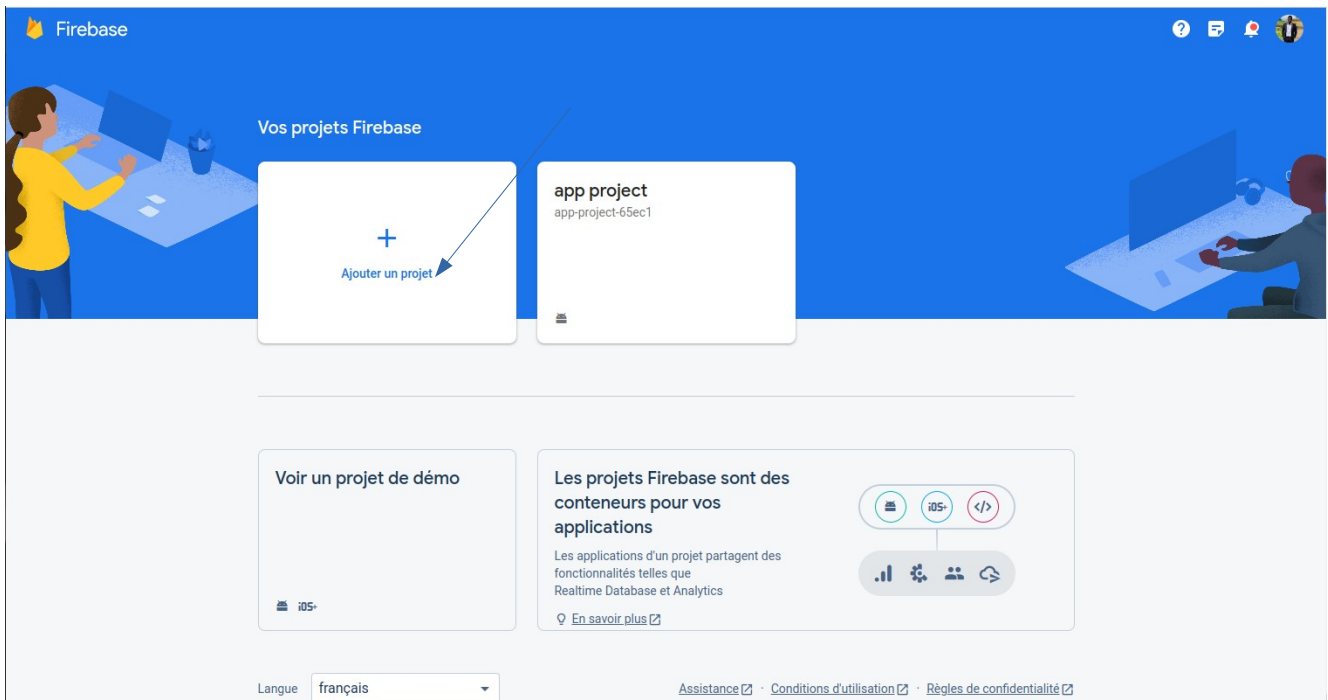 Firebase
Vos projets Firebase
+
Ajouter un projet
app project
app-project-65ec1
Voir un projet de démo
iOS+
Les projets Firebase sont des
conteneurs pour vos
applications
Les applications d'un projet partagent des
fonctionnalités telles que
Realtime Database et Analytics
En savoir plus
iOS+
</>
Langue
français
Assistance · Conditions d'utilisation · Règles de confidentialité